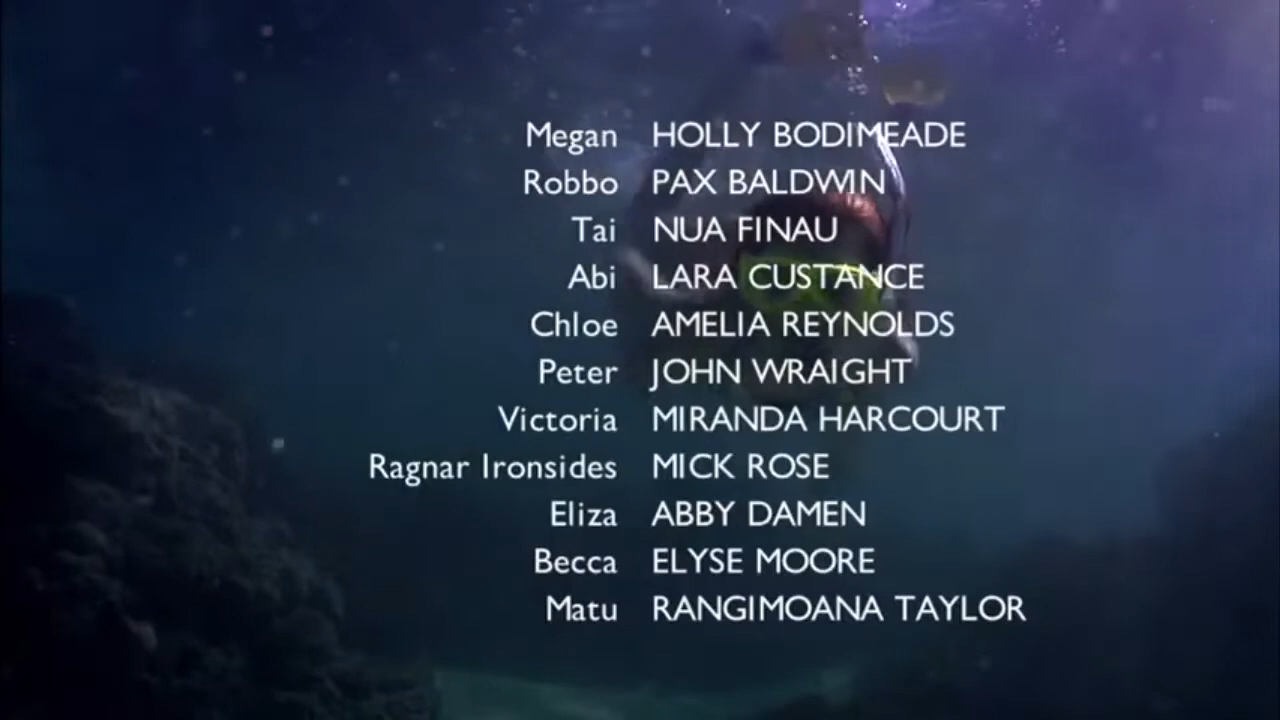 Megan HOLLY BODIMEADE
Robbo PAX BALDWIN
Tai NUA FINAU
Abi LARA CUSTANCE
Chloe AMELIA REYNOLDS
Peter JOHN WRAIGHT
Victoria MIRANDA HARCOURT
Ragnar Ironsides MICK ROSE
Eliza ABBY DAMEN
Becca ELYSE MOORE
Matu RANGIMOANA TAYLOR